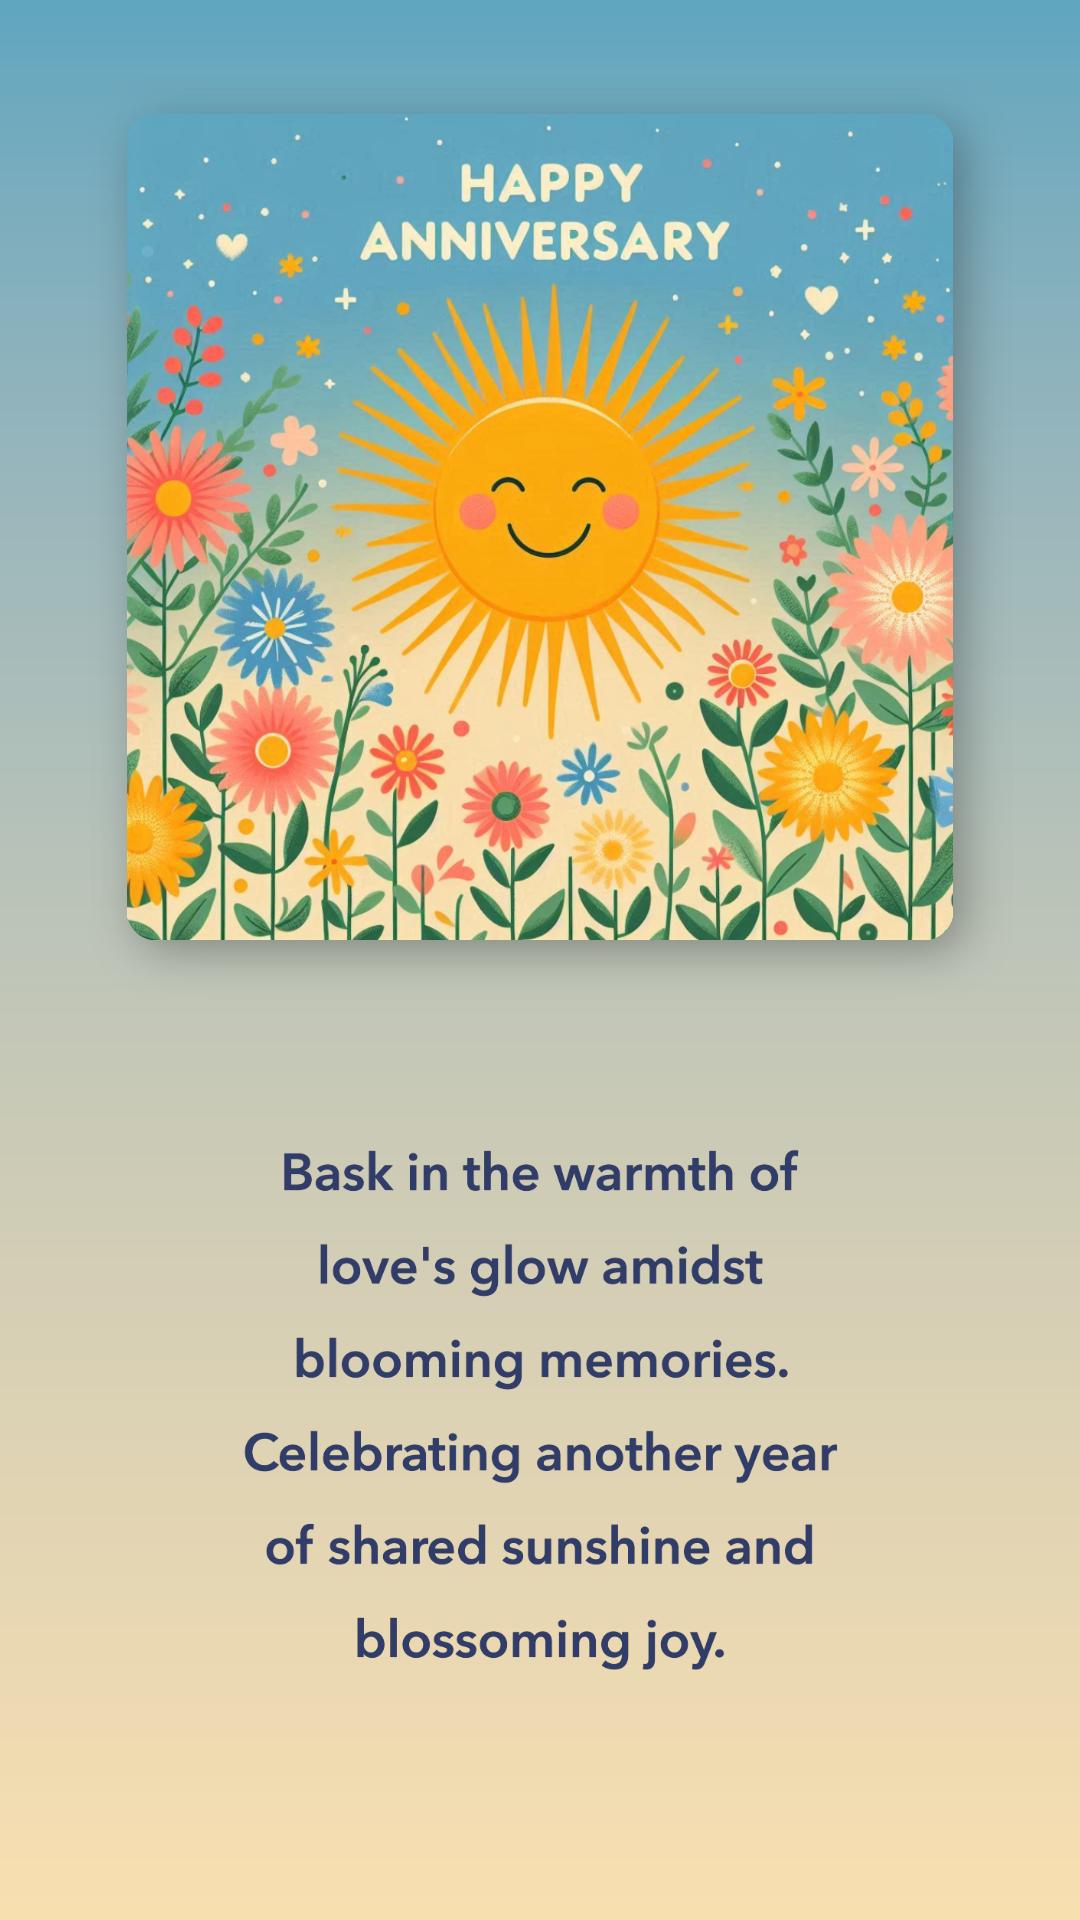 HAPPY
ANNIVERSARY
Bask in the warmth of
love's glow amidst
blooming memories.
Celebrating another year
of shared sunshine and
blossoming joy.